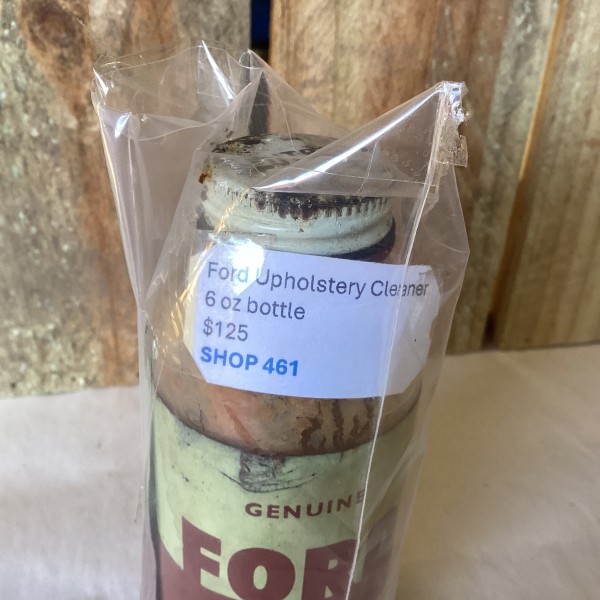 Ford Upholstery Cleaner
6 oz bottle
$125
SHOP 461
GENUINE
FOR